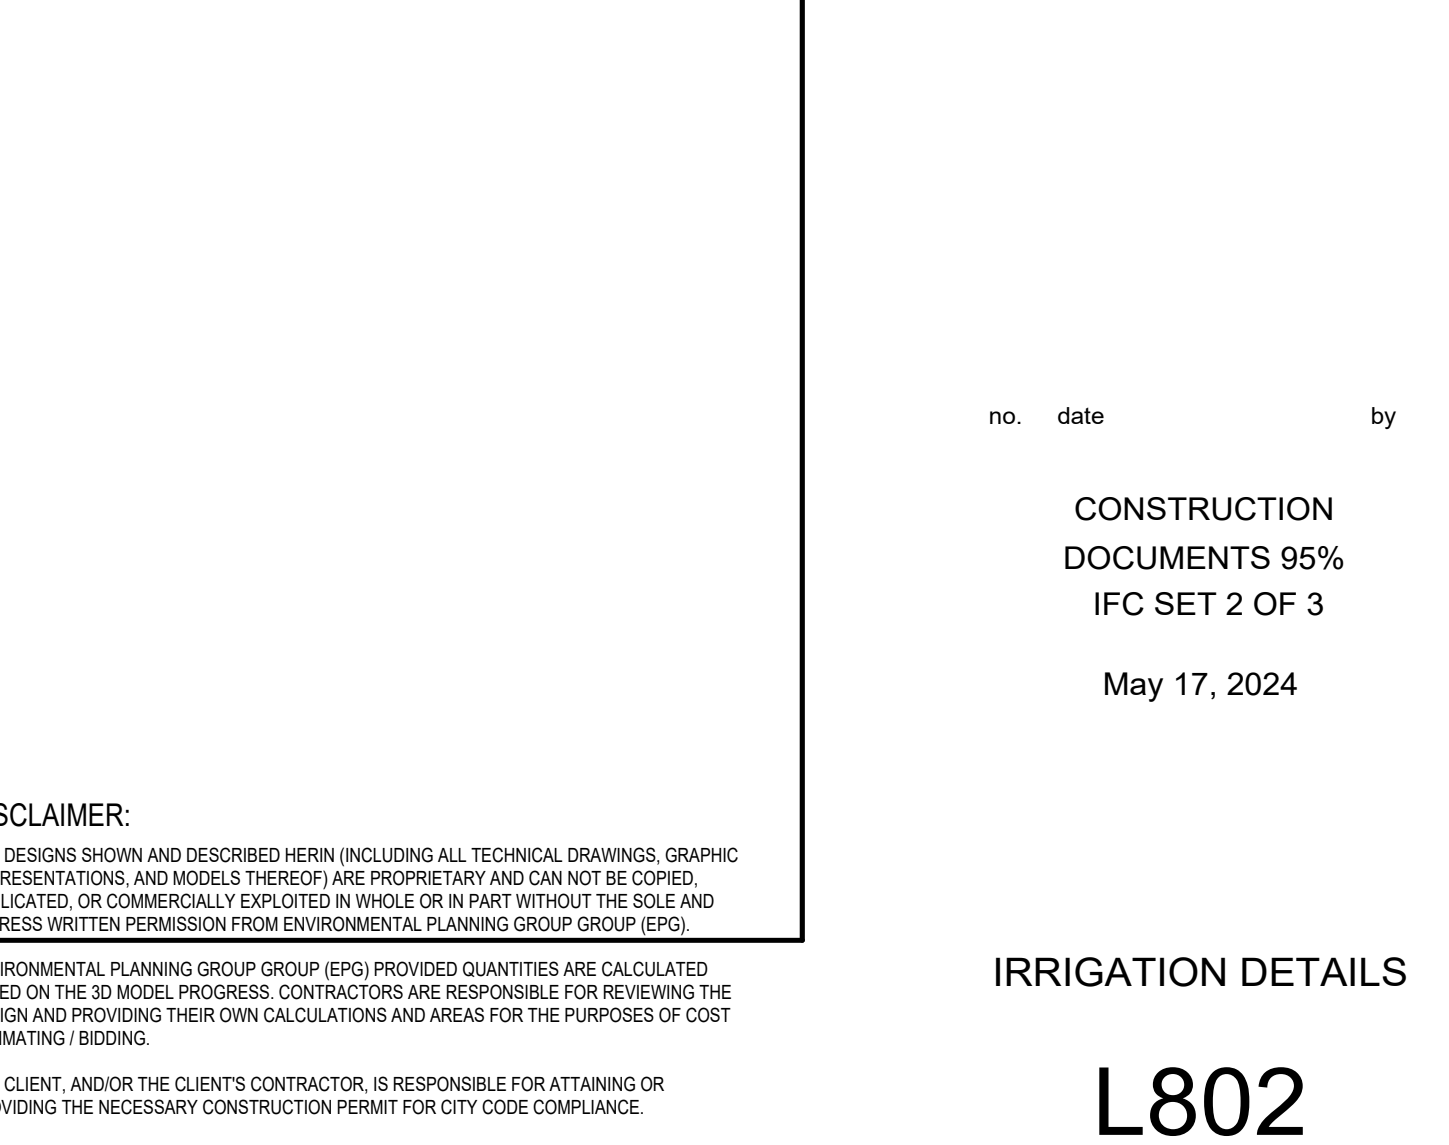 no. date by
CONSTRUCTION
DOCUMENTS 95%
IFC SET 2 OF 3
May 17, 2024
SCLAIMER:
DESIGNS SHOWN AND DESCRIBED HERIN (INCLUDING ALL TECHNICAL DRAWINGS, GRAPHIC
RESENTATIONS, AND MODELS THEREOF) ARE PROPRIETARY AND CAN NOT BE COPIED,
LICATED, OR COMMERCIALLY EXPLOITED IN WHOLE OR IN PART WITHOUT THE SOLE AND
RESS WRITTEN PERMISSION FROM ENVIRONMENTAL PLANNING GROUP GROUP (EPG).
IRONMENTAL PLANNING GROUP GROUP (EPG) PROVIDED QUANTITIES ARE CALCULATED
ED ON THE 3D MODEL PROGRESS. CONTRACTORS ARE RESPONSIBLE FOR REVIEWING THE
IGN AND PROVIDING THEIR OWN CALCULATIONS AND AREAS FOR THE PURPOSES OF COST
IMATING / BIDDING.
CLIENT, AND/OR THE CLIENT'S CONTRACTOR, IS RESPONSIBLE FOR ATTAINING OR
OVIDING THE NECESSARY CONSTRUCTION PERMIT FOR CITY CODE COMPLIANCE.
IRRIGATION DETAILS
L802